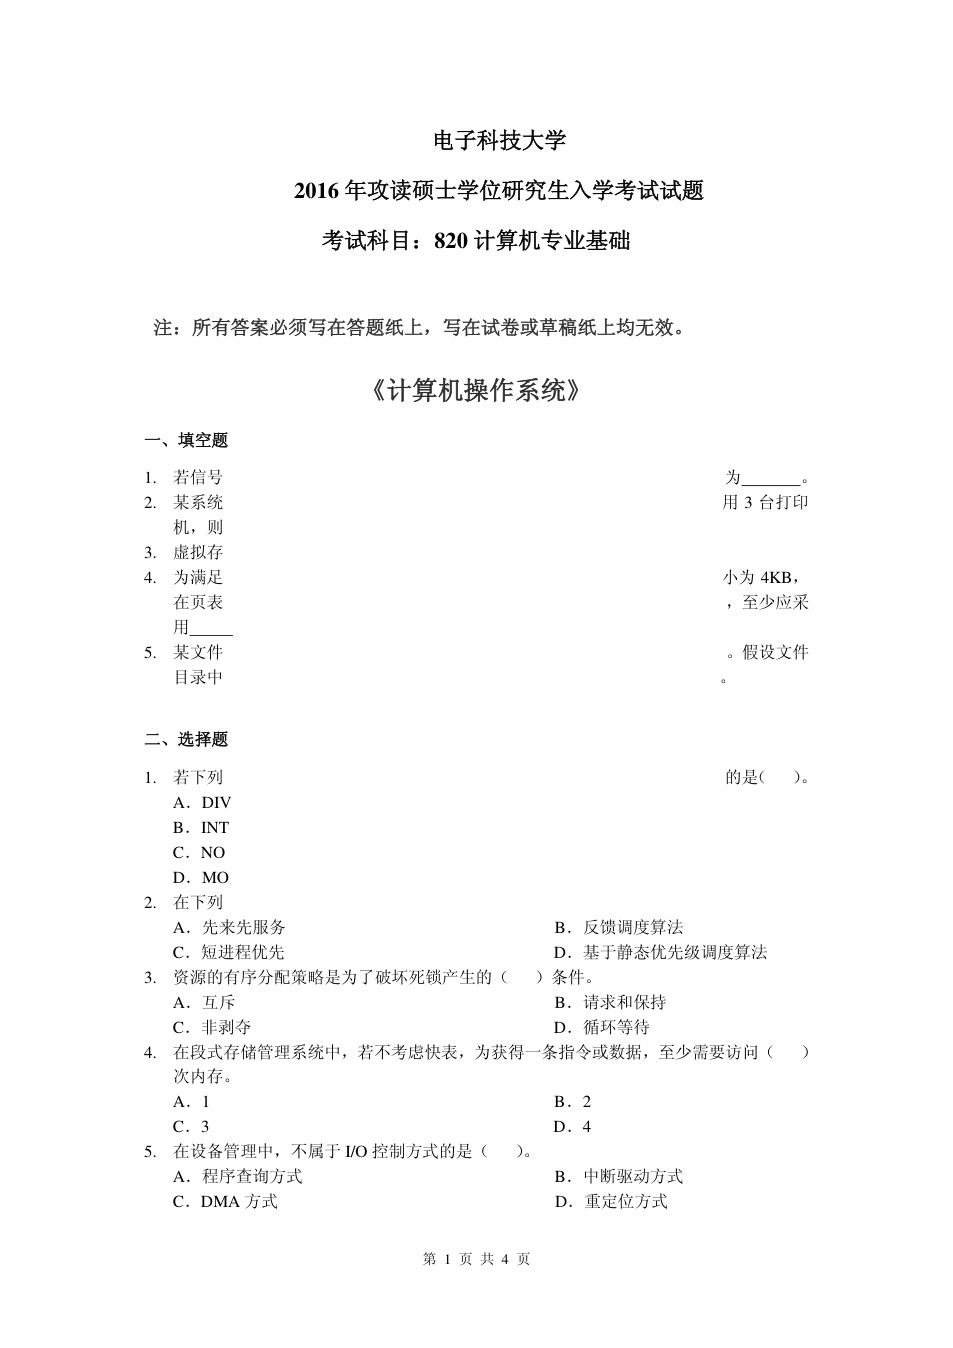 电子科技大学
2016 年攻读硕士学位研究生入学考试试题
考试科目：820 计算机专业基础
注：所有答案必须写在答题纸上，写在试卷或草稿纸上均无效。
《计算机操作系统》
一、填空题
1. 若信号 为_______。
2. 某系统 用 3 台打印
机，则
3. 虚拟存
4. 为满足 小为 4KB，
在页表 ，至少应采
用_____
5. 某文件 。假设文件
目录中 。
二、选择题
1. 若下列 的是( )。
A．DIV
B．INT
C．NO
D．MO
2. 在下列
A．先来先服务 B．反馈调度算法
C．短进程优先 D．基于静态优先级调度算法
3. 资源的有序分配策略是为了破坏死锁产生的（ ）条件。
A．互斥 B．请求和保持
C．非剥夺 D．循环等待
4. 在段式存储管理系统中，若不考虑快表，为获得一条指令或数据，至少需要访问（ ）
次内存。
A．1 B．2
C．3 D．4
5. 在设备管理中，不属于 I/O 控制方式的是（ ）。
A．程序查询方式 B．中断驱动方式
C．DMA 方式 D．重定位方式
第 1 页 共 4 页